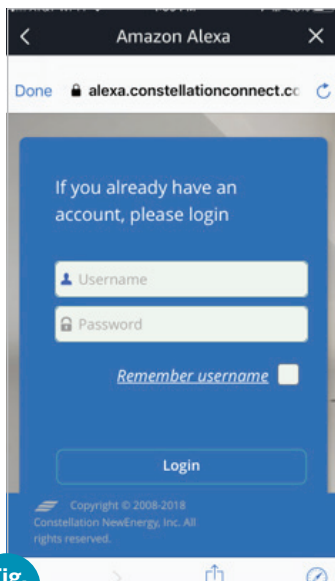 Amazon Alexa
Done alexa.constellationconnect.cc
If you already have an
account, please login
Username
Password
Remember username
Login
Copyright © 2008-2018
Constellation NewEnergy, Inc. All
rights reserved.